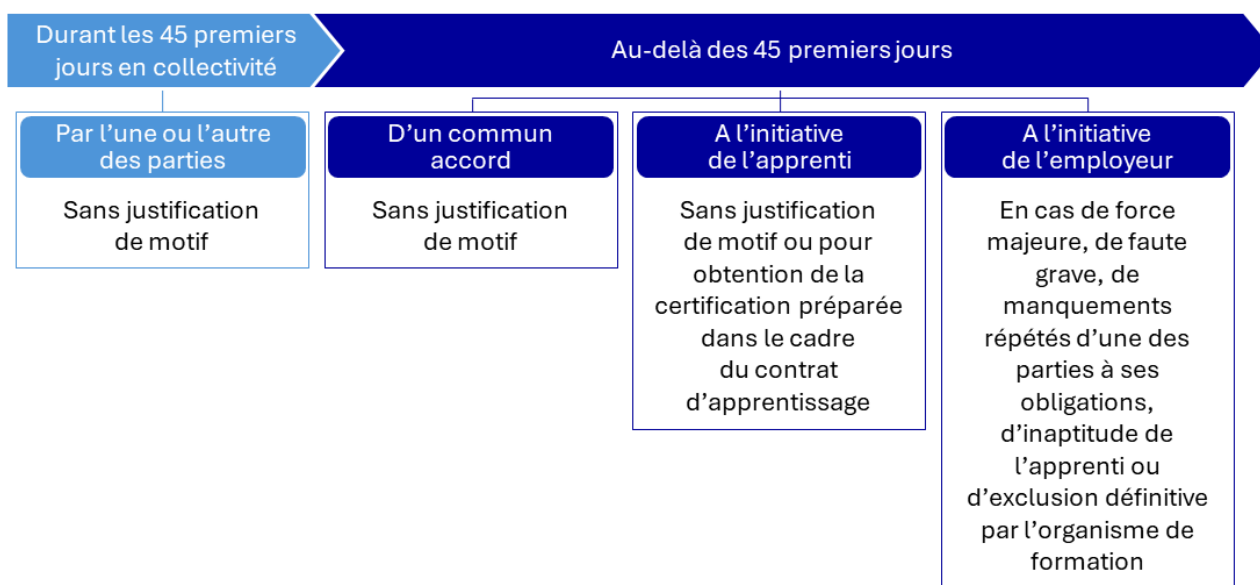 Durant les 45 premiers
jours en collectivité
Au-delà des 45 premiers jours
Par l’une ou l’autre
des parties
Sans justification
de motif
D’un commun
accord
Sans justification
de motif
A l’initiative
de l’apprenti
Sans justification
de motif ou pour
obtention de la
certification préparée
dans le cadre
du contrat
d’apprentissage
A l’initiative
de l’employeur
En cas de force
majeure, de faute
grave, de
manquements
répétés d’une des
parties à ses
obligations,
d’inaptitude de
l’apprenti ou
d’exclusion définitive
par l’organisme de
formation